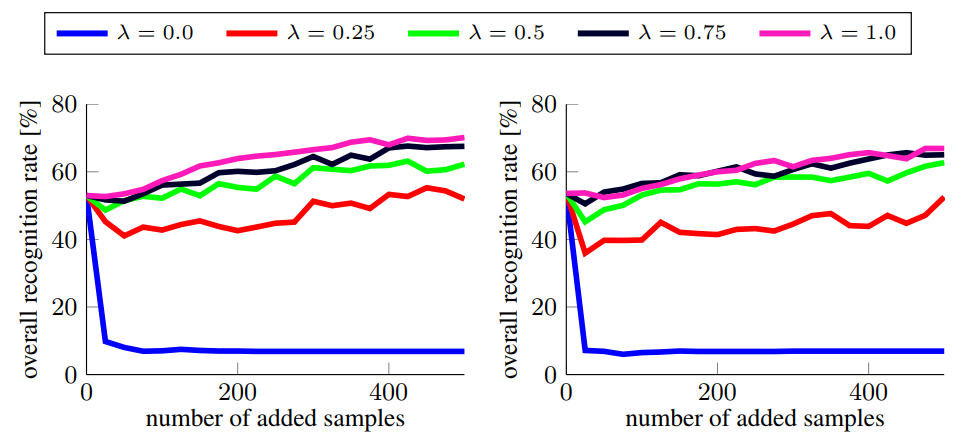 λ = 0.0 λ = 0.25 λ = 0.5 λ = 0.75 λ = 1.0
overall recognition rate [%]
80
60
40
20
0
0 200 400
number of added samples
overall recognition rate [%]
80
60
40
20
0
0 200 400
number of added samples